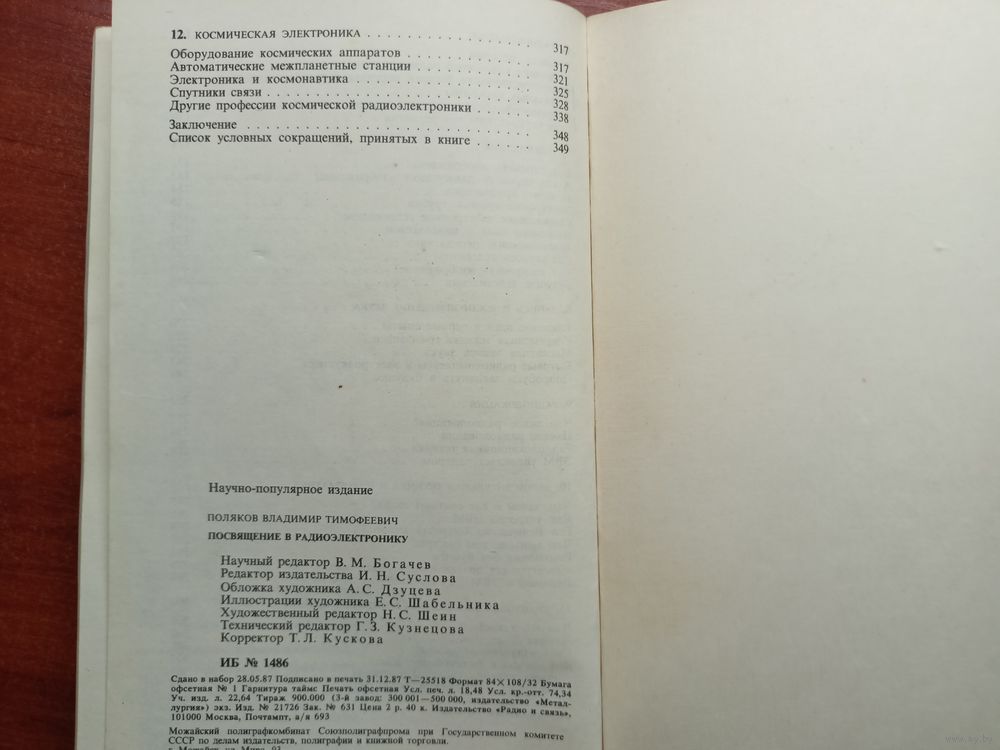 12. КОСМИЧЕСКАЯ ЭЛЕКТРОНИКА . . . . . . . . . . . . . 317
Оборудование космических аппаратов . . . . . . . . . . 317
Автоматические межпланетные станции . . . . . . . . . 321
Электроника и космонавтика . . . . . . . . . . . . . . 325
Спутники связи . . . . . . . . . . . . . . . . . . . . 328
Другие профессии космической радиоэлектроники . . . . . 338
Заключение . . . . . . . . . . . . . . . . . . . . . 348
Список условных сокращений, принятых в книге . . . . . 349
Научно-популярное издание
ПОЛЯКОВ ВЛАДИМИР ТИМОФЕЕВИЧ
ПОСВЯЩЕНИЕ В РАДИОЭЛЕКТРОНИКУ
Научный редактор В. М. Богачев
Редактор издательства И. Н. Суслова
Обложка художника А. С. Дзуцева
Иллюстрации художника Е. С. Шабельника
Художественный редактор Н. С. Шеин
Технический редактор Г. З. Кузнецова
Корректор Т. Л. Кускова
ИБ № 1486
Сдано в набор 28.05.87 Подписано в печать 31.12.87 Т—25518 Формат 84×108/32 Бумага
офсетная № 1 Гарнитура таймс Печать офсетная Усл. печ. л. 18,48 Усл. кр.-отт. 74,34
Уч. изд. л. 22,64 Тираж 900.000 (3-й завод: 300 001—500 000, издательство «Метал-
лургия») экз. Изд. № 21726 Зак. № 631 Цена 2 р. 40 к. Издательство «Радио и связь»,
101000 Москва, Почтамт, а/я 693
Можайский полиграфкомбинат Союзполиграфпрома при Государственном комитете
СССР по делам издательств, полиграфии и книжной торговли.
г. Можайск, ул. Мира, 93